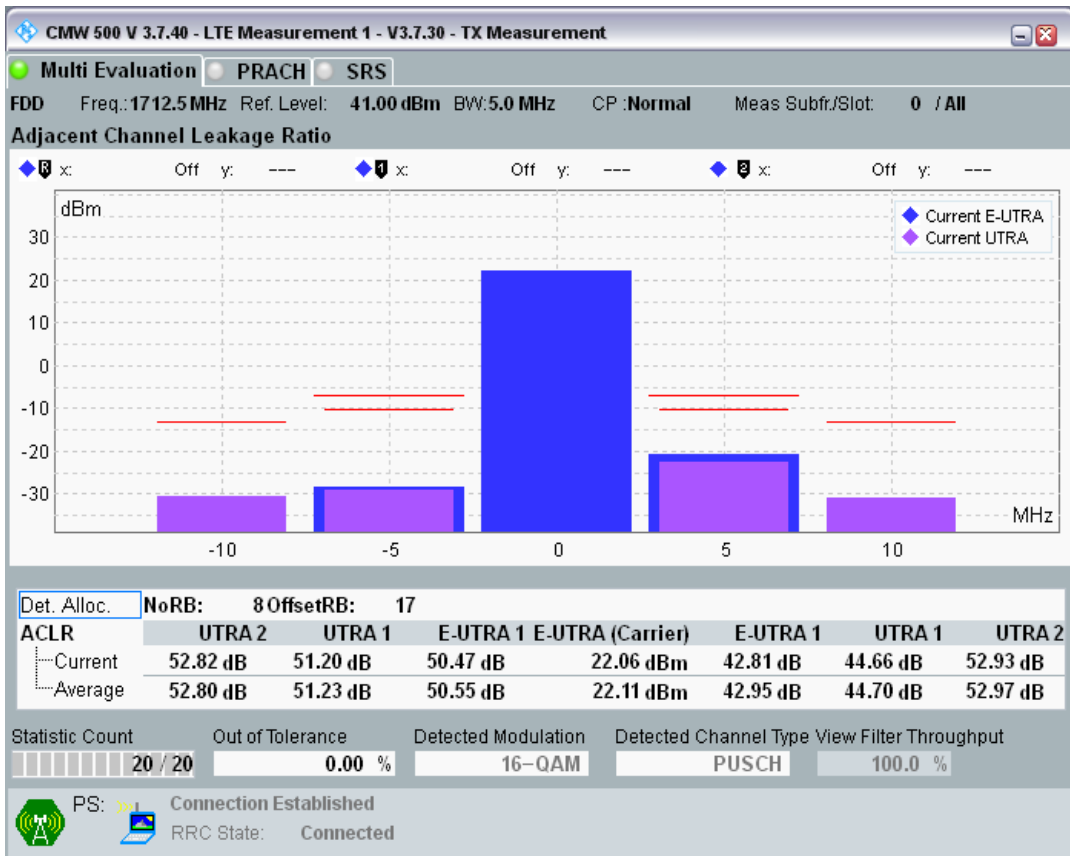 CMW 500 V 3.7.40 - LTE Measurement 1 - V3.7.30 - TX Measurement
Multi Evaluation PRACH SRS
FDD Freq.:1712.5 MHz Ref. Level: 41.00 dBm BW:5.0 MHz CP :Normal Meas Subfr./Slot: 0 / All
Adjacent Channel Leakage Ratio
R x: Off y: --- 1 x: Off y: --- 2 x: Off y: ---
dBm
Current E-UTRA
Current UTRA
30
20
10
0
-10
-20
-30
MHz
-10 -5 0 5 10
Det. Alloc. NoRB: 8 OffsetRB: 17
ACLR UTRA 2 UTRA 1 E-UTRA 1 E-UTRA (Carrier) E-UTRA 1 UTRA 1 UTRA 2
Current 52.82 dB 51.20 dB 50.47 dB 22.06 dBm 42.81 dB 44.66 dB 52.93 dB
Average 52.80 dB 51.23 dB 50.55 dB 22.11 dBm 42.95 dB 44.70 dB 52.97 dB
Statistic Count Out of Tolerance Detected Modulation Detected Channel Type View Filter Throughput
20 / 20 0.00 % 16-QAM PUSCH 100.0 %
PS: Connection Established
RRC State: Connected